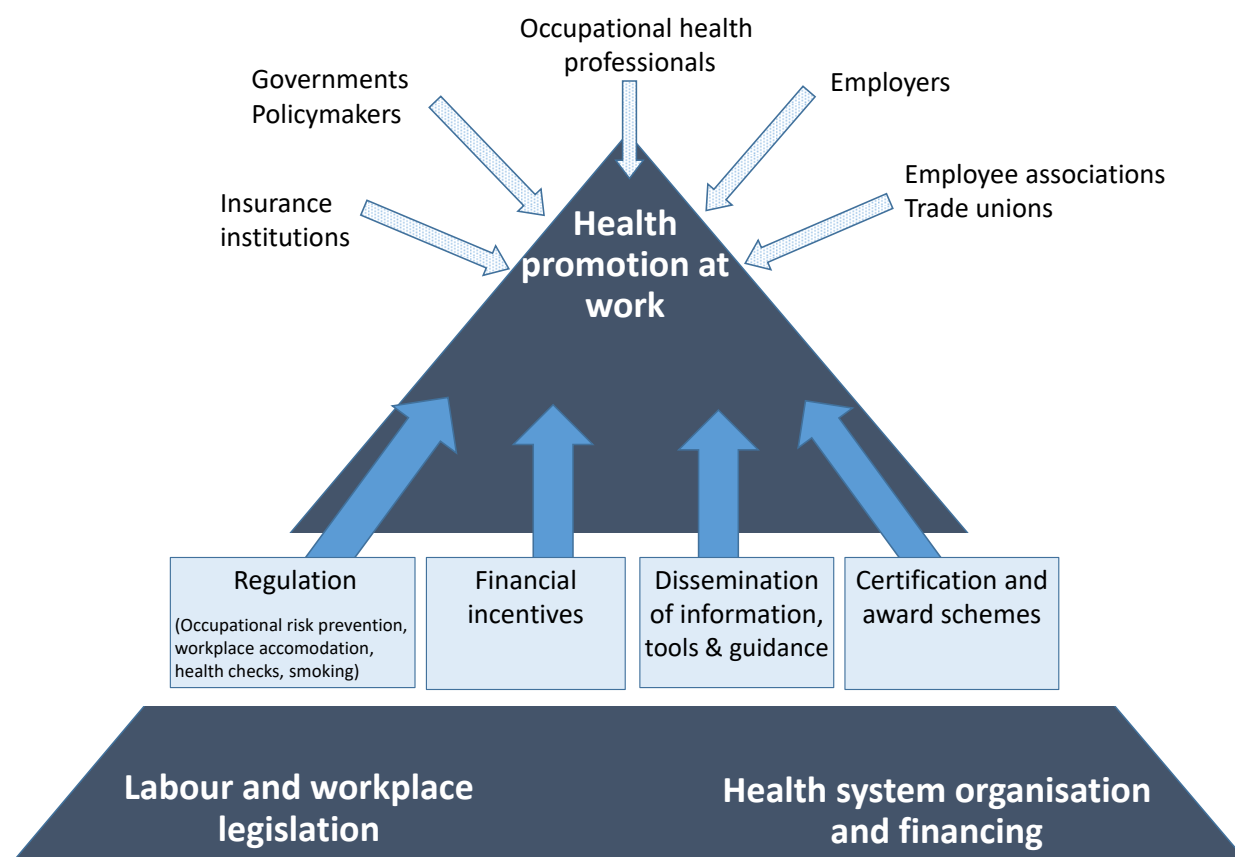 Occupational health
professionals
Governments
Policymakers
Employers
Insurance
institutions
Employee associations
Trade unions
Health
promotion at
work
Regulation
(Occupational risk prevention,
workplace accomodation,
health checks, smoking)
Financial
incentives
Dissemination
of information,
tools & guidance
Certification and
award schemes
Labour and workplace
legislation
Health system organisation
and financing